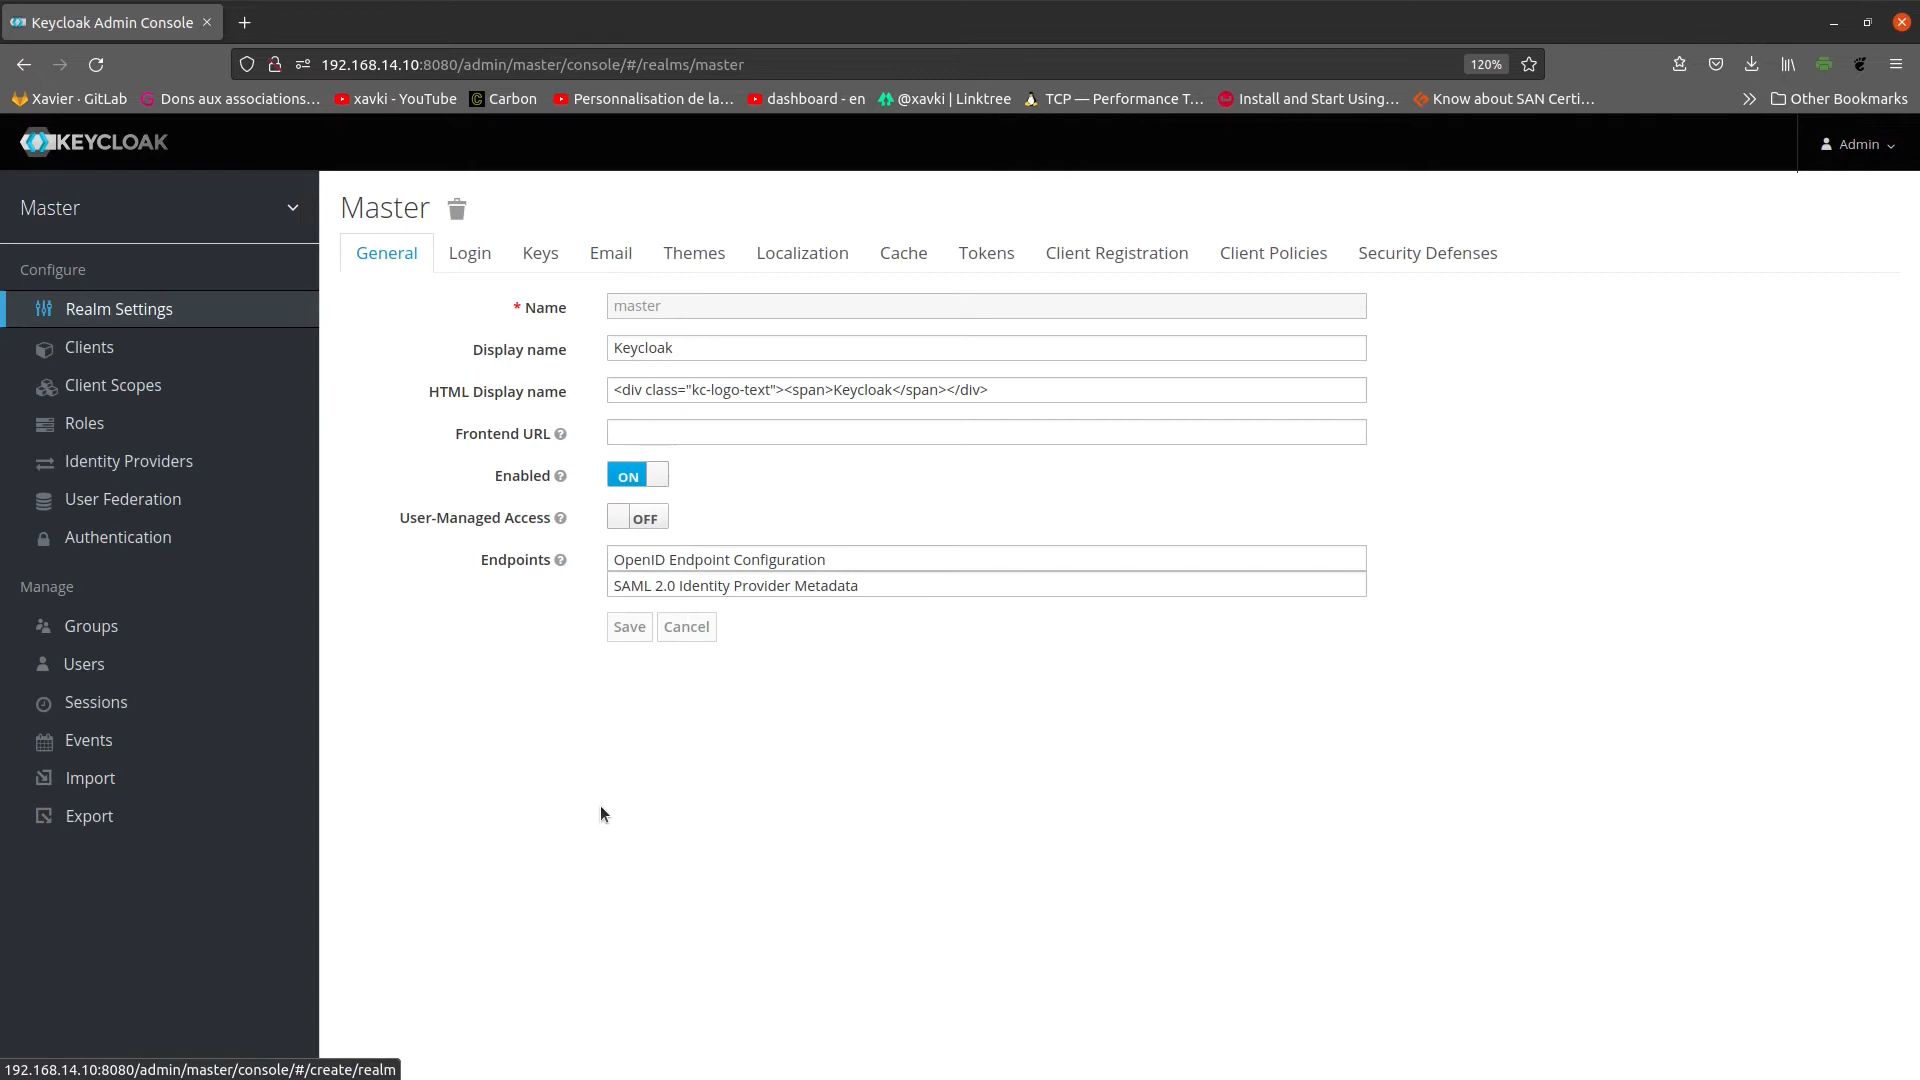 Keycloak Admin Console
192.168.14.10:8080/admin/master/console/#/realms/master
120%
Xavier · GitLab
Dons aux associations…
xavki - YouTube
Carbon
Personnalisation de la…
dashboard - en
@xavki | Linktree
TCP — Performance T…
Install and Start Using…
Know about SAN Certi…
Other Bookmarks
KEYCLOAK
Admin
Master
Configure
Realm Settings
Clients
Client Scopes
Roles
Identity Providers
User Federation
Authentication
Manage
Groups
Users
Sessions
Events
Import
Export
Master
General Login Keys Email Themes Localization Cache Tokens Client Registration Client Policies Security Defenses
* Name master
Display name Keycloak
HTML Display name <div class="kc-logo-text"><span>Keycloak</span></div>
Frontend URL
Enabled ON
User-Managed Access OFF
Endpoints OpenID Endpoint Configuration
SAML 2.0 Identity Provider Metadata
Save Cancel
192.168.14.10:8080/admin/master/console/#/create/realm